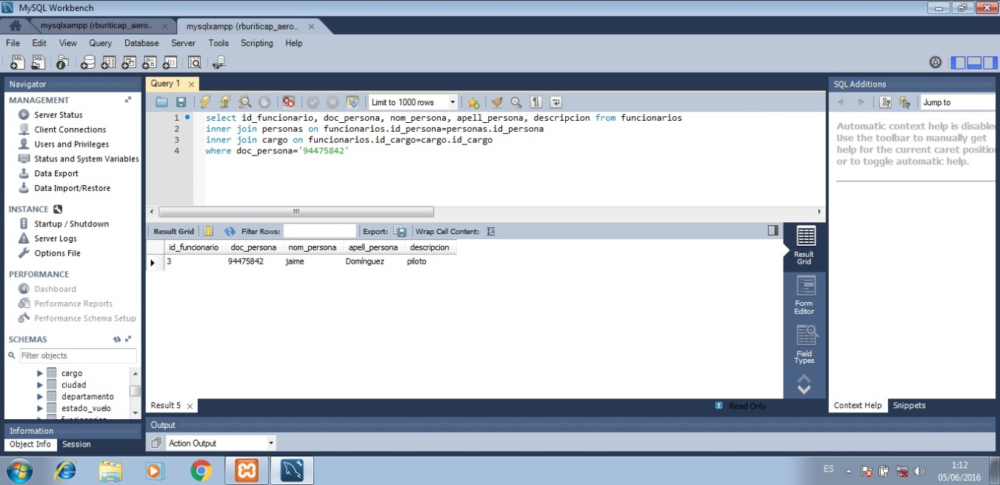 MySQL Workbench
mysqlxampp (rburiticap_aero...
mysqlxampp (rburiticap_aero...
File Edit View Query Database Server Tools Scripting Help
Navigator
MANAGEMENT
Server Status
Client Connections
Users and Privileges
Status and System Variables
Data Export
Data Import/Restore
INSTANCE
Startup / Shutdown
Server Logs
Options File
PERFORMANCE
Dashboard
Performance Reports
Performance Schema Setup
SCHEMAS
Filter objects
cargo
ciudad
departamento
estado_vuelo
Information
Object Info Session
Query 1
Limit to 1000 rows
1 select id_funcionario, doc_persona, nom_persona, apell_persona, descripcion from funcionarios
2 inner join personas on funcionarios.id_persona=personas.id_persona
3 inner join cargo on funcionarios.id_cargo=cargo.id_cargo
4 where doc_persona='94475842'
Result Grid Filter Rows: Export: Wrap Cell Content:
id_funcionario doc_persona nom_persona apell_persona descripcion
3 94475842 jaime Domínguez piloto
Result Grid
Form Editor
Field Types
Result 5
Read Only
Output
Action Output
SQL Additions
Jump to
Automatic context help is disable
Use the toolbar to manually get
help for the current caret positio
or to toggle automatic help.
Context Help Snippets
ES
1:12
05/06/2016